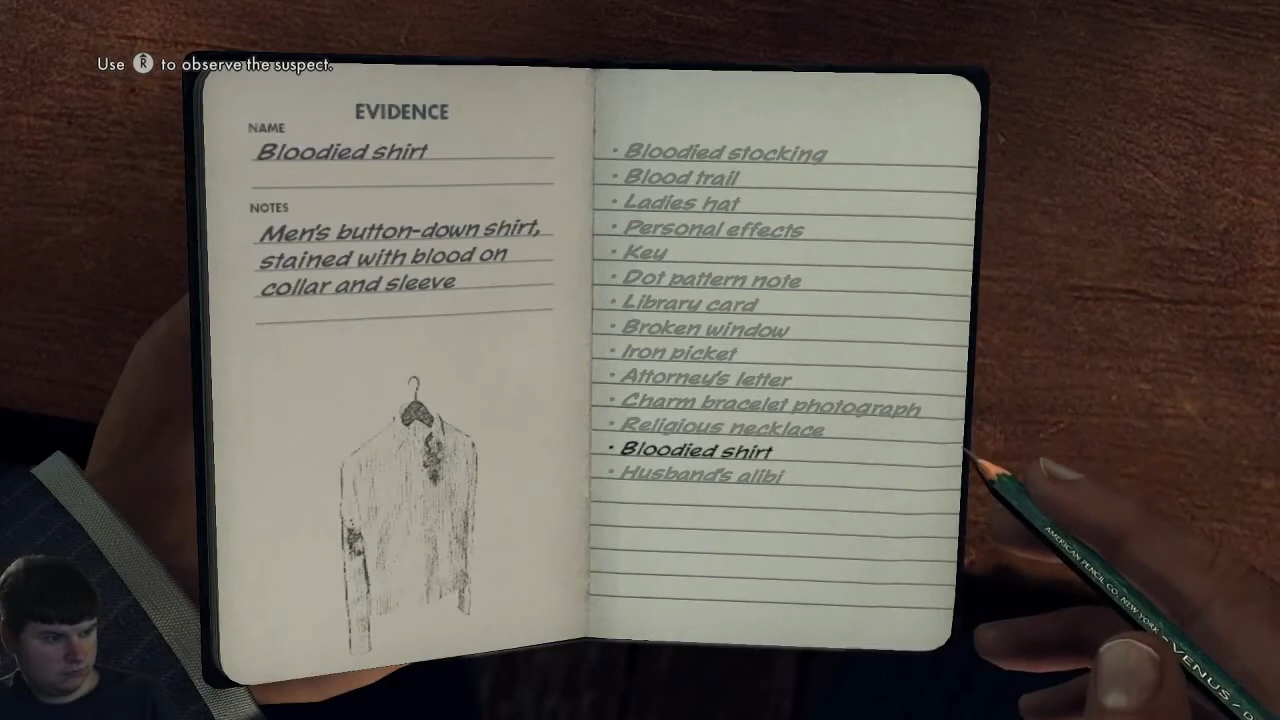 Use R to observe the suspect.
EVIDENCE
NAME
Bloodied shirt
NOTES
Men's button-down shirt,
stained with blood on
collar and sleeve
• Bloodied stocking
• Blood trail
• Ladies hat
• Personal effects
• Key
• Dot pattern note
• Library card
• Broken window
• Iron picket
• Attorney's letter
• Charm bracelet photograph
• Religious necklace
• Bloodied shirt
• Husband's alibi
AMERICAN PENCIL CO. NEW YORK - VENUS